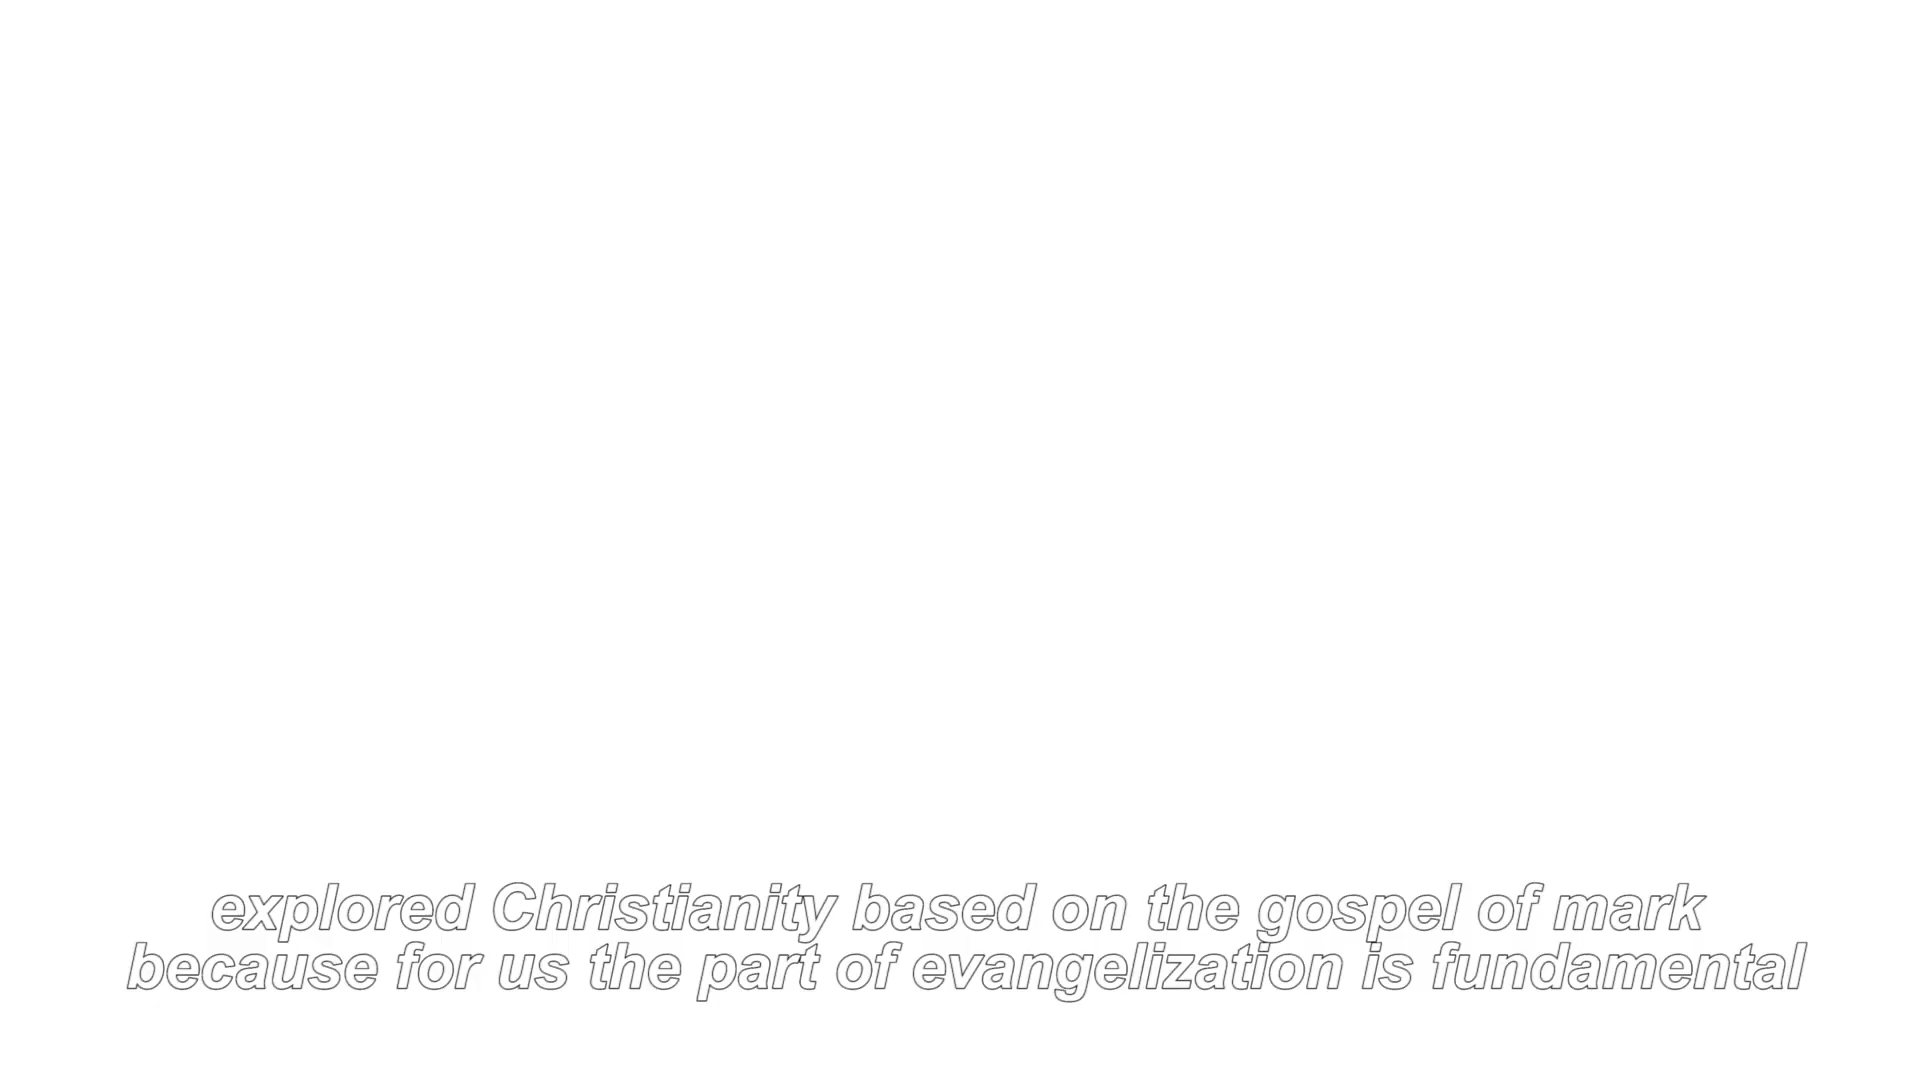 explored Christianity based on the gospel of mark
because for us the part of evangelization is fundamental